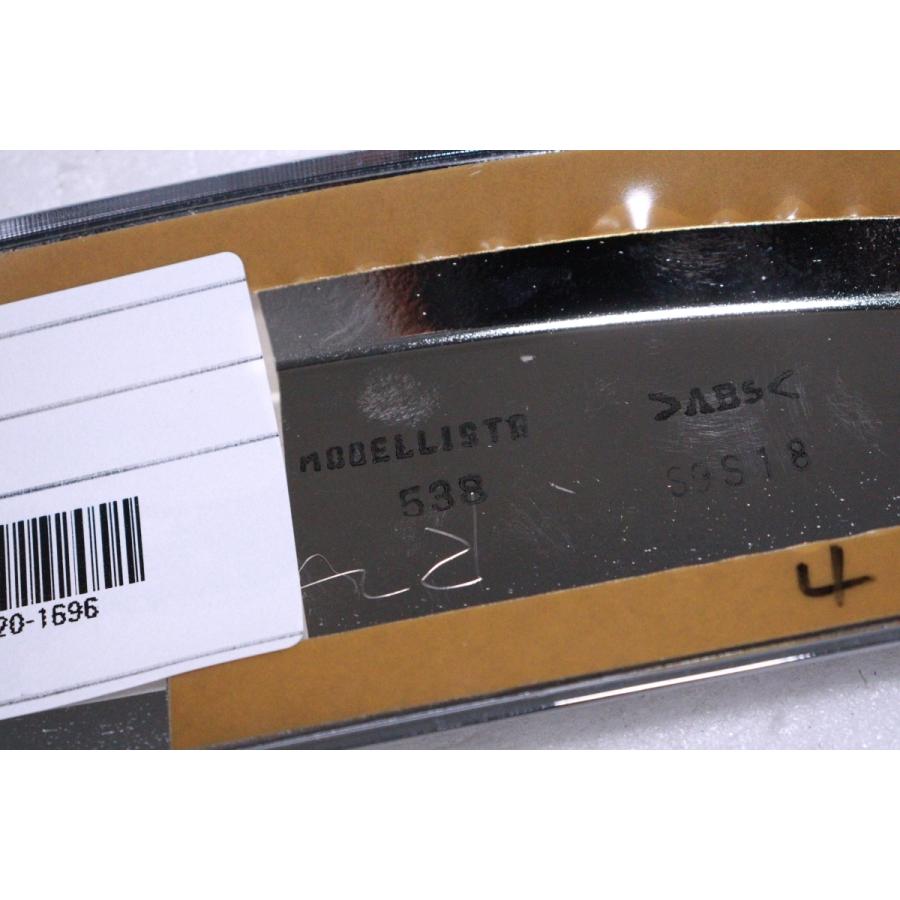 MODELLISTA
538
>ABS<
S9S18
R
4
20-1696